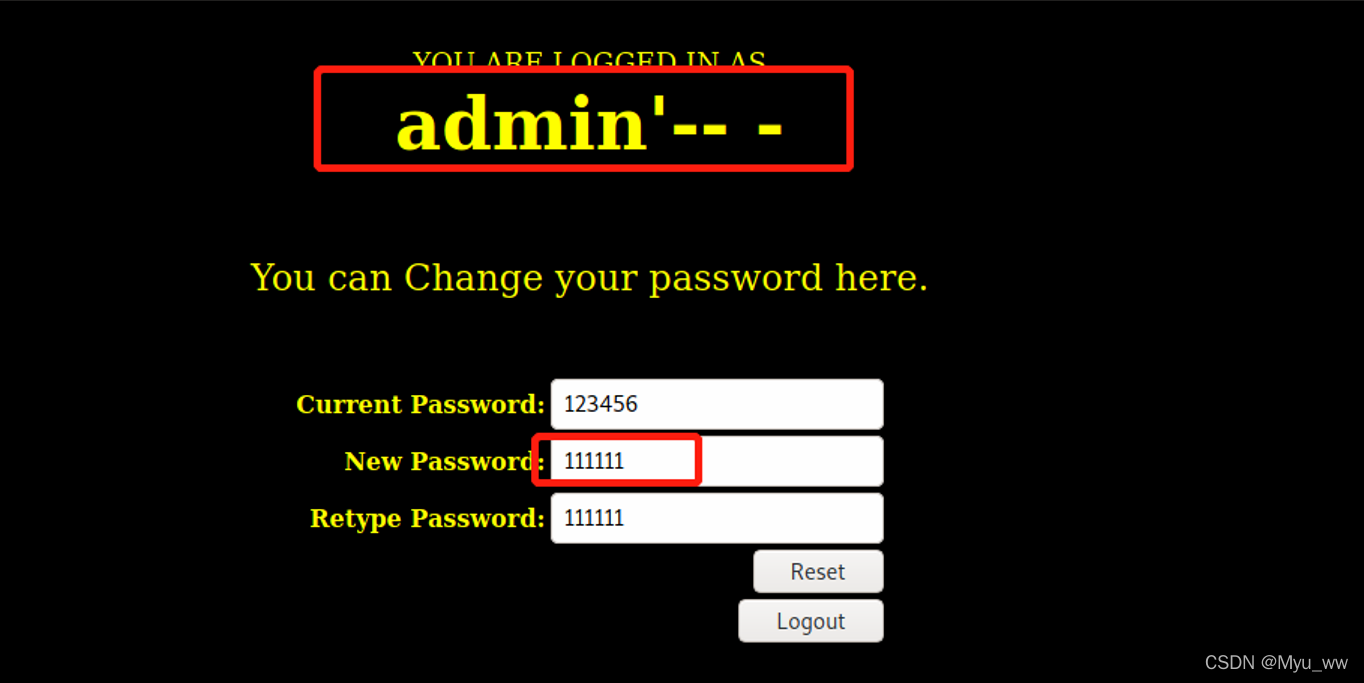 YOU ARE LOGGED IN AS
admin'-- -
You can Change your password here.
Current Password: 123456
New Password: 111111
Retype Password: 111111
Reset
Logout
CSDN @Myu_ww